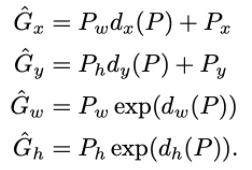 Ĝ_x = P_w d_x(P) + P_x
Ĝ_y = P_h d_y(P) + P_y
Ĝ_w = P_w exp(d_w(P))
Ĝ_h = P_h exp(d_h(P)).